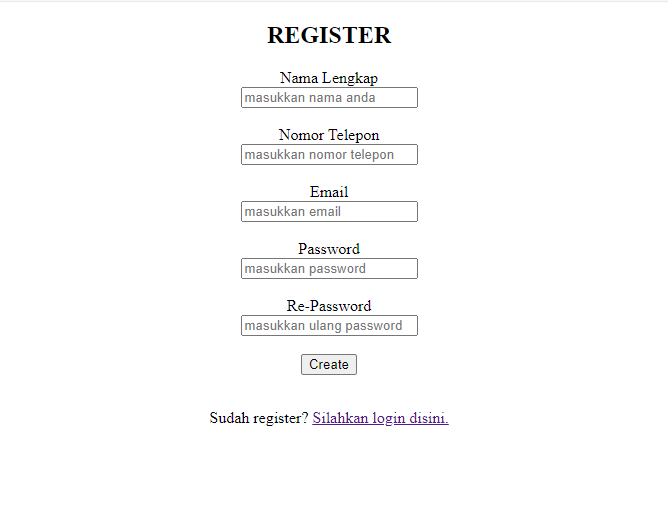 REGISTER
Nama Lengkap
masukkan nama anda
Nomor Telepon
masukkan nomor telepon
Email
masukkan email
Password
masukkan password
Re-Password
masukkan ulang password
Create
Sudah register? Silahkan login disini.